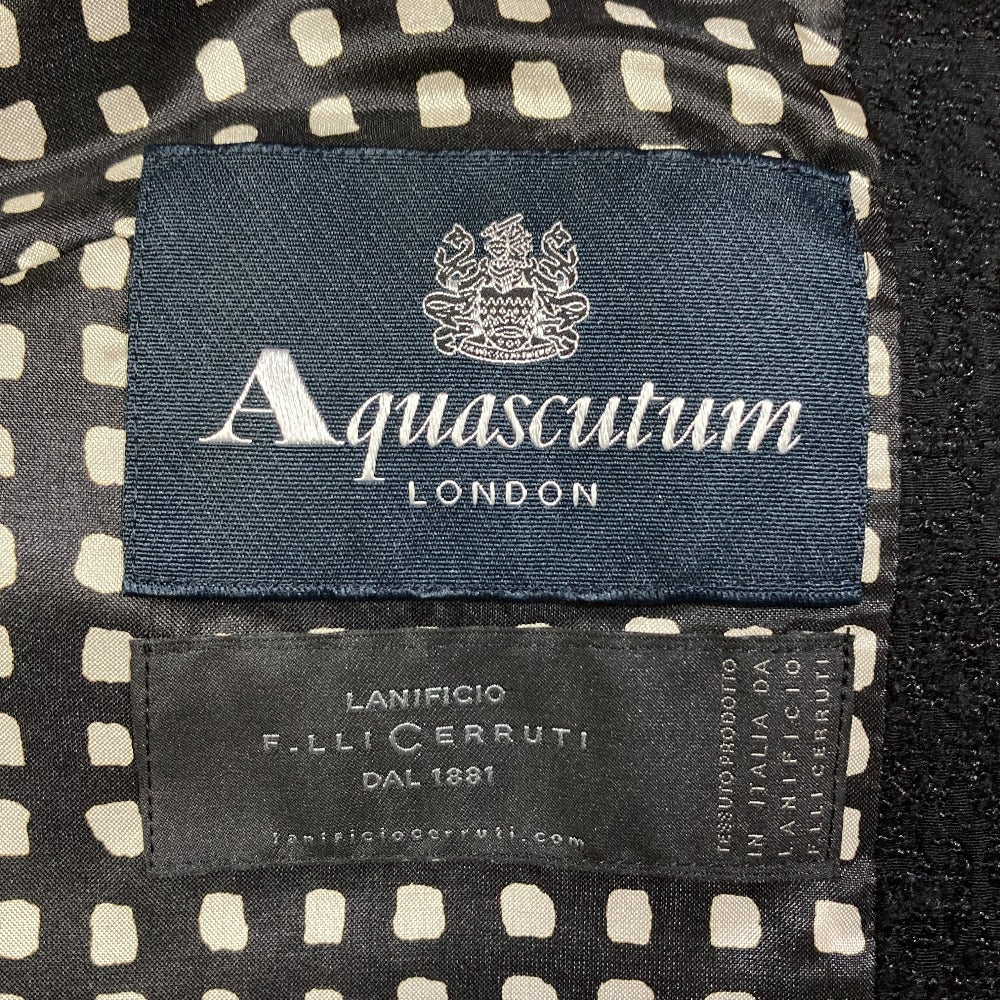 Aquascutum
LONDON
LANIFICIO
F.LLI CERRUTI
DAL 1881
lanificiocerruti.com
TESSUTO PRODOTTO
IN ITALIA DA
LANIFICIO
F.LLI CERRUTI